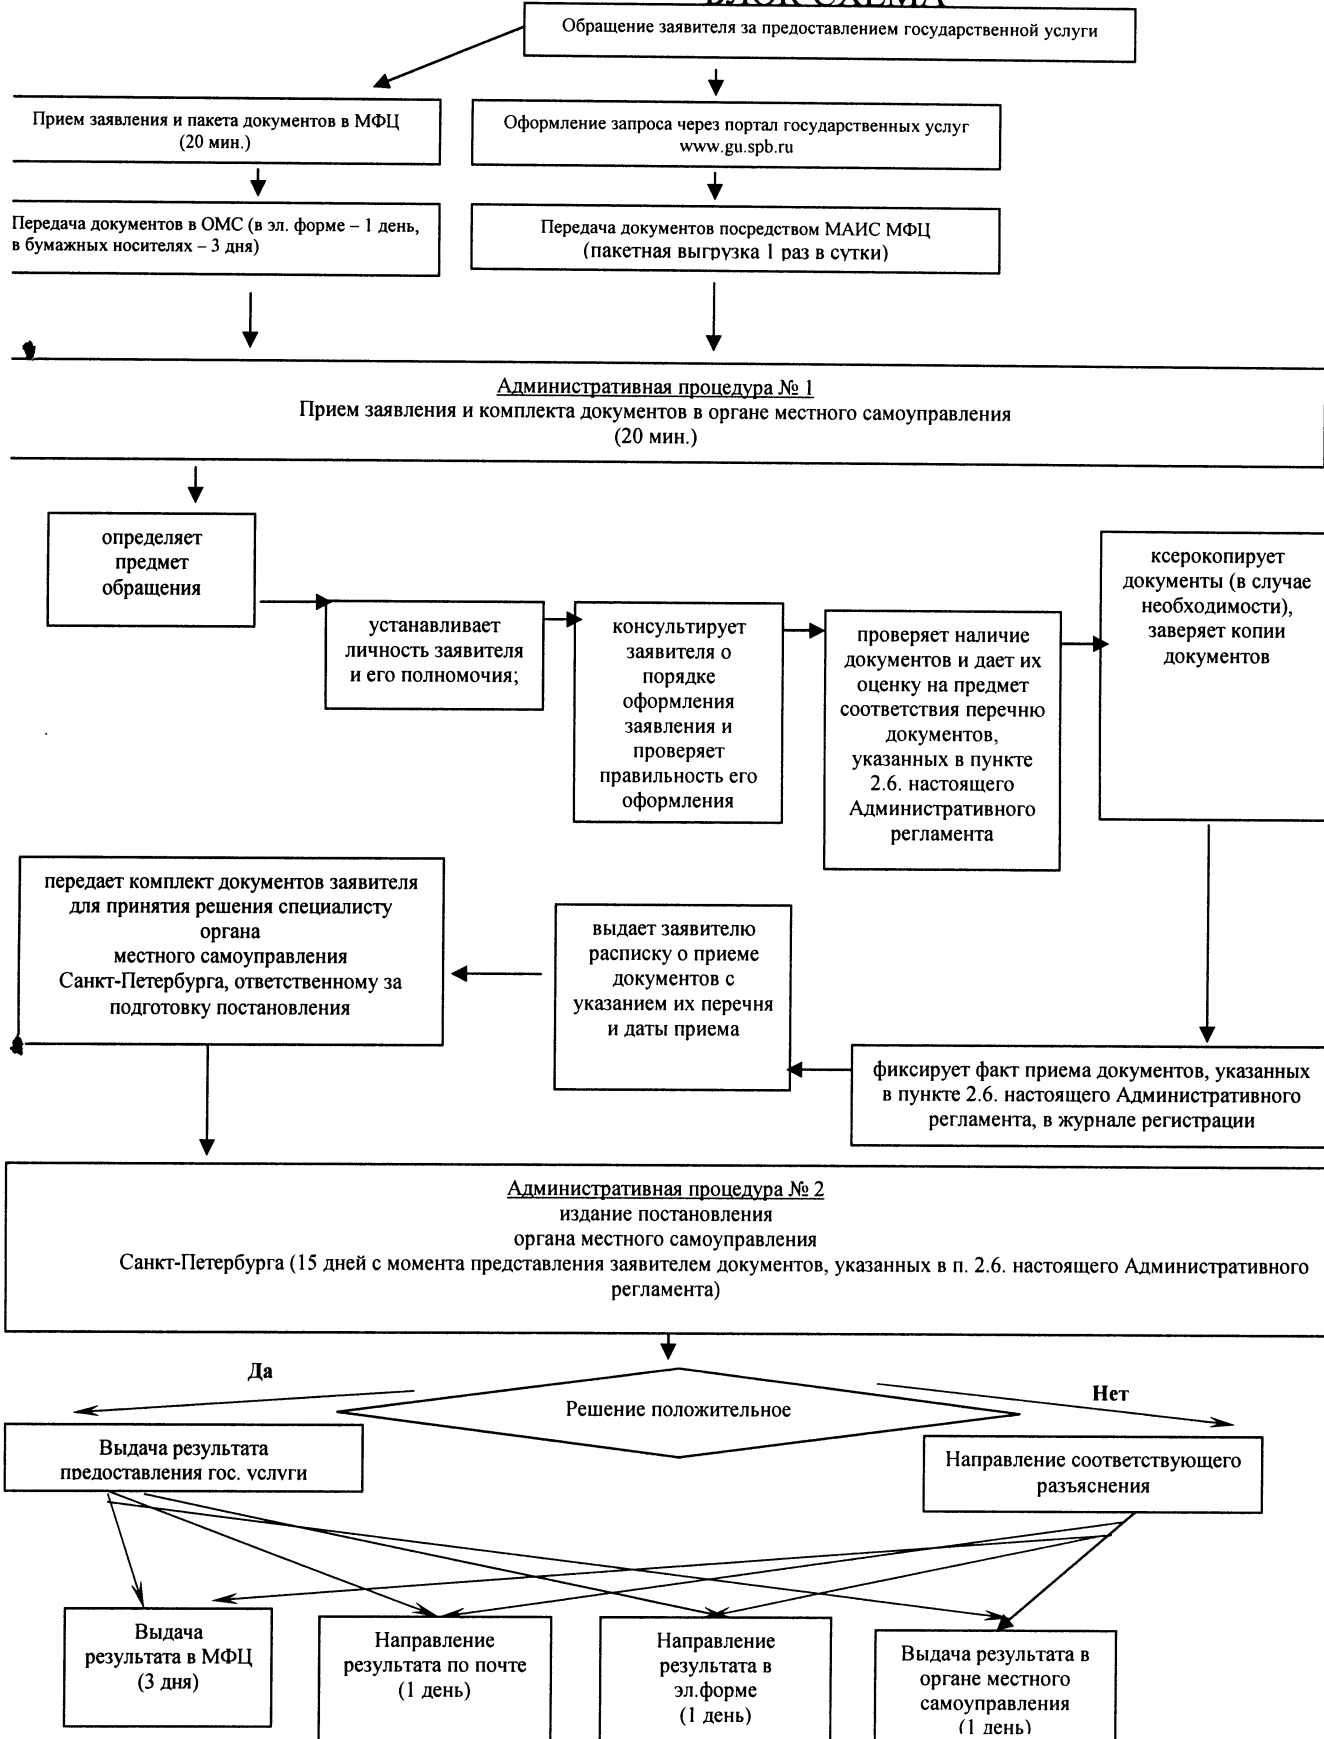 БЛОК-СХЕМА
Обращение заявителя за предоставлением государственной услуги
Прием заявления и пакета документов в МФЦ
(20 мин.)
Оформление запроса через портал государственных услуг
www.gu.spb.ru
Передача документов в ОМС (в эл. форме – 1 день,
в бумажных носителях – 3 дня)
Передача документов посредством МАИС МФЦ
(пакетная выгрузка 1 раз в сутки)
Административная процедура № 1
Прием заявления и комплекта документов в органе местного самоуправления
(20 мин.)
определяет
предмет
обращения
устанавливает
личность заявителя
и его полномочия;
консультирует
заявителя о
порядке
оформления
заявления и
проверяет
правильность его
оформления
проверяет наличие
документов и дает их
оценку на предмет
соответствия перечню
документов,
указанных в пункте
2.6. настоящего
Административного
регламента
ксерокопирует
документы (в случае
необходимости),
заверяет копии
документов
передает комплект документов заявителя
для принятия решения специалисту
органа
местного самоуправления
Санкт-Петербурга, ответственному за
подготовку постановления
выдает заявителю
расписку о приеме
документов с
указанием их перечня
и даты приема
фиксирует факт приема документов, указанных
в пункте 2.6. настоящего Административного
регламента, в журнале регистрации
Административная процедура № 2
издание постановления
органа местного самоуправления
Санкт-Петербурга (15 дней с момента представления заявителем документов, указанных в п. 2.6. настоящего Административного
регламента)
Да
Решение положительное
Нет
Выдача результата
предоставления гос. услуги
Направление соответствующего
разъяснения
Выдача
результата в МФЦ
(3 дня)
Направление
результата по почте
(1 день)
Направление
результата в
эл.форме
(1 день)
Выдача результата в
органе местного
самоуправления
(1 день)